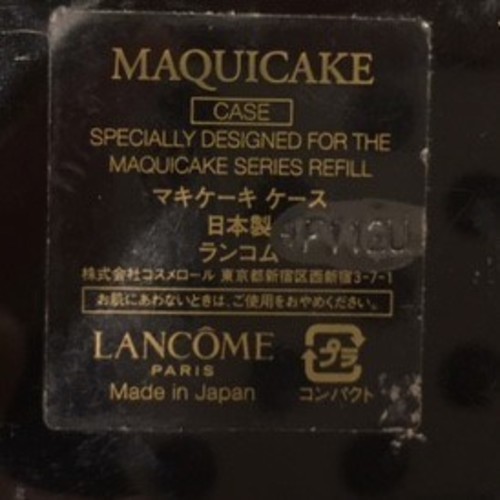 MAQUICAKE
CASE
SPECIALLY DESIGNED FOR THE
MAQUICAKE SERIES REFILL
マキケーキ ケース
日本製
ランコム
株式会社コスメロール 東京都新宿区西新宿3-7-1
お肌にあわないときは、ご使用をおやめください。
LANCÔME
PARIS
プラ
Made in Japan コンパクト